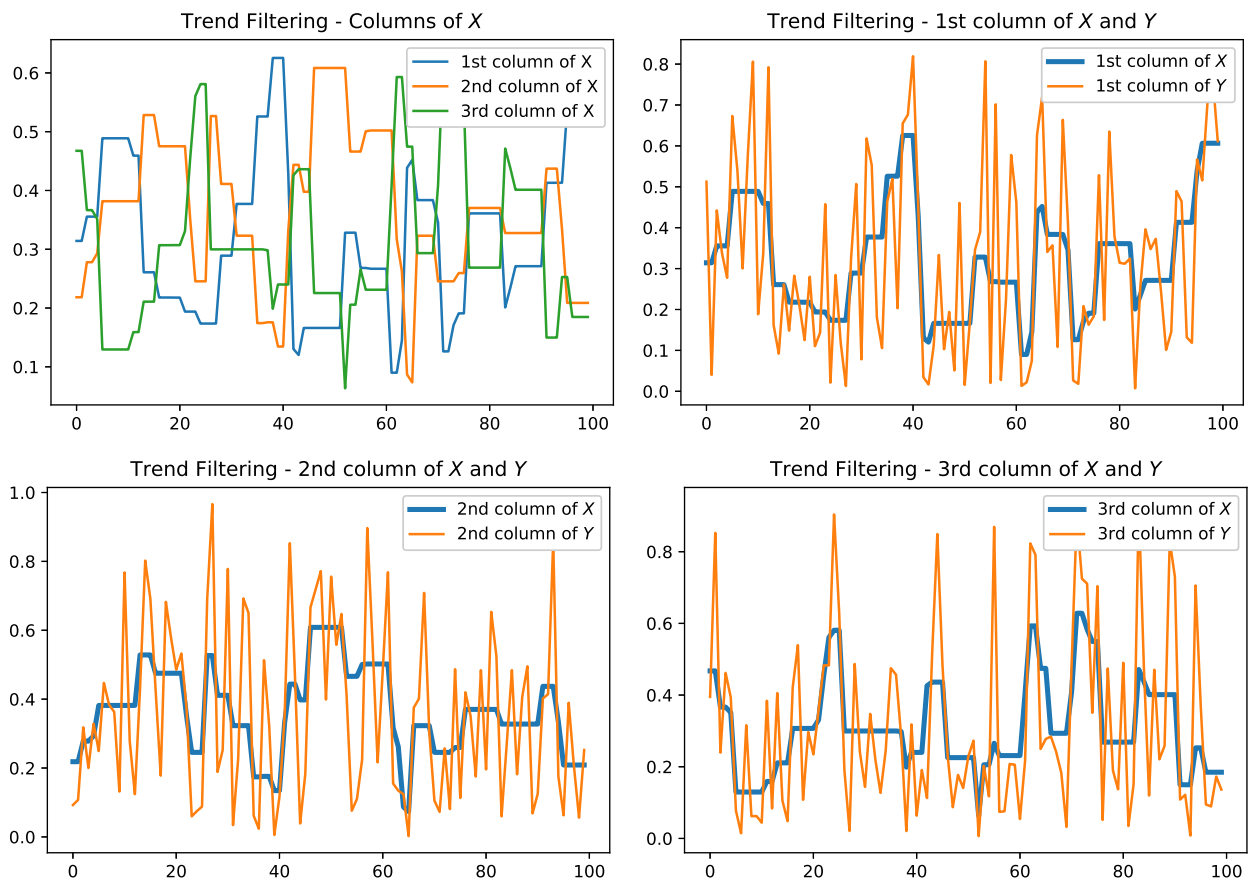 Trend Filtering - Columns of X
0.6
0.5
0.4
0.3
0.2
0.1
0 20 40 60 80 100
1st column of X
2nd column of X
3rd column of X
Trend Filtering - 1st column of X and Y
0.8
0.7
0.6
0.5
0.4
0.3
0.2
0.1
0.0
0 20 40 60 80 100
1st column of X
1st column of Y
Trend Filtering - 2nd column of X and Y
1.0
0.8
0.6
0.4
0.2
0.0
0 20 40 60 80 100
2nd column of X
2nd column of Y
Trend Filtering - 3rd column of X and Y
0.8
0.6
0.4
0.2
0.0
0 20 40 60 80 100
3rd column of X
3rd column of Y